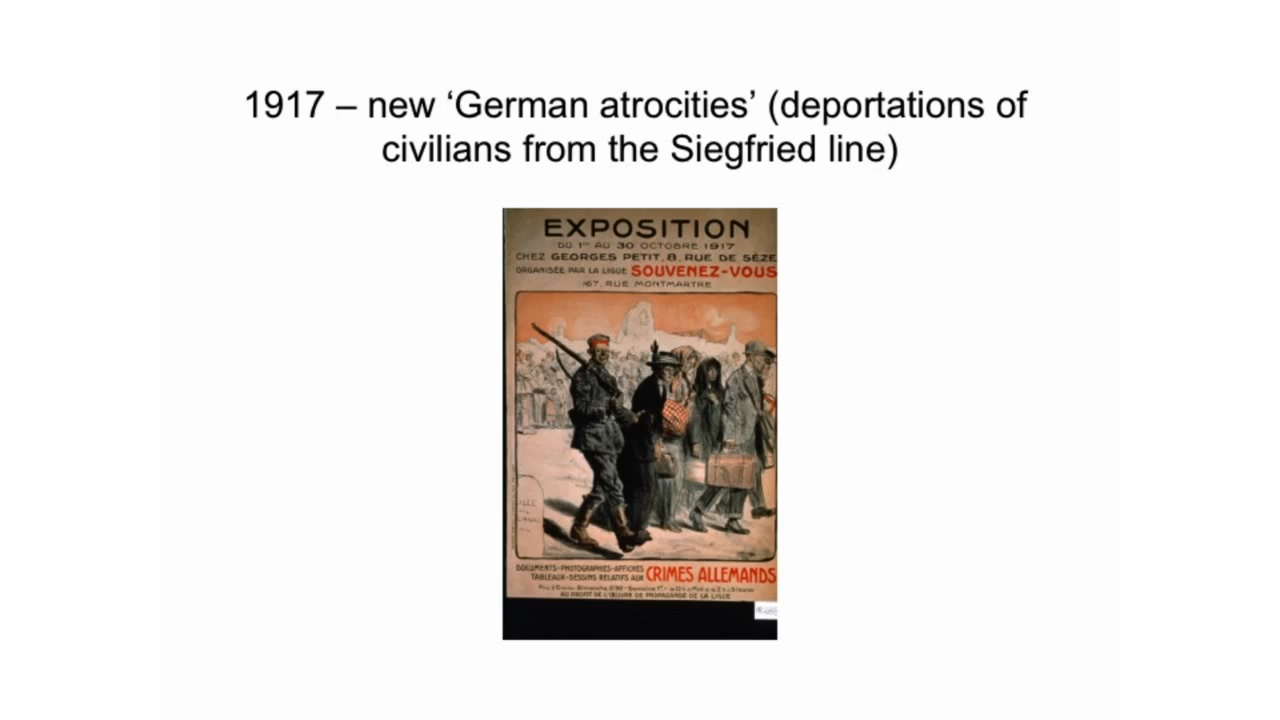 1917 – new ‘German atrocities’ (deportations of
civilians from the Siegfried line)
EXPOSITION
DU 1ER AU 30 OCTOBRE 1917
CHEZ GEORGES PETIT, 8, RUE DE SÈZE
ORGANISÉE PAR LA LIGUE SOUVENEZ-VOUS
167, RUE MONTMARTRE
DOCUMENTS-PHOTOGRAPHIES-AFFICHES
TABLEAUX-DESSINS RELATIFS AUX CRIMES ALLEMANDS
AU PROFIT DE L'ŒUVRE DE PROPAGANDE DE LA LIGUE